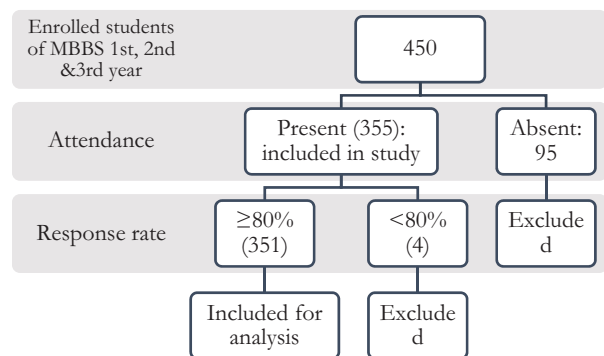 Enrolled students
of MBBS 1st, 2nd
&3rd year
450
Attendance
Present (355):
included in study
Absent:
95
Response rate
≥80%
(351)
<80%
(4)
Exclude
d
Included for
analysis
Exclude
d